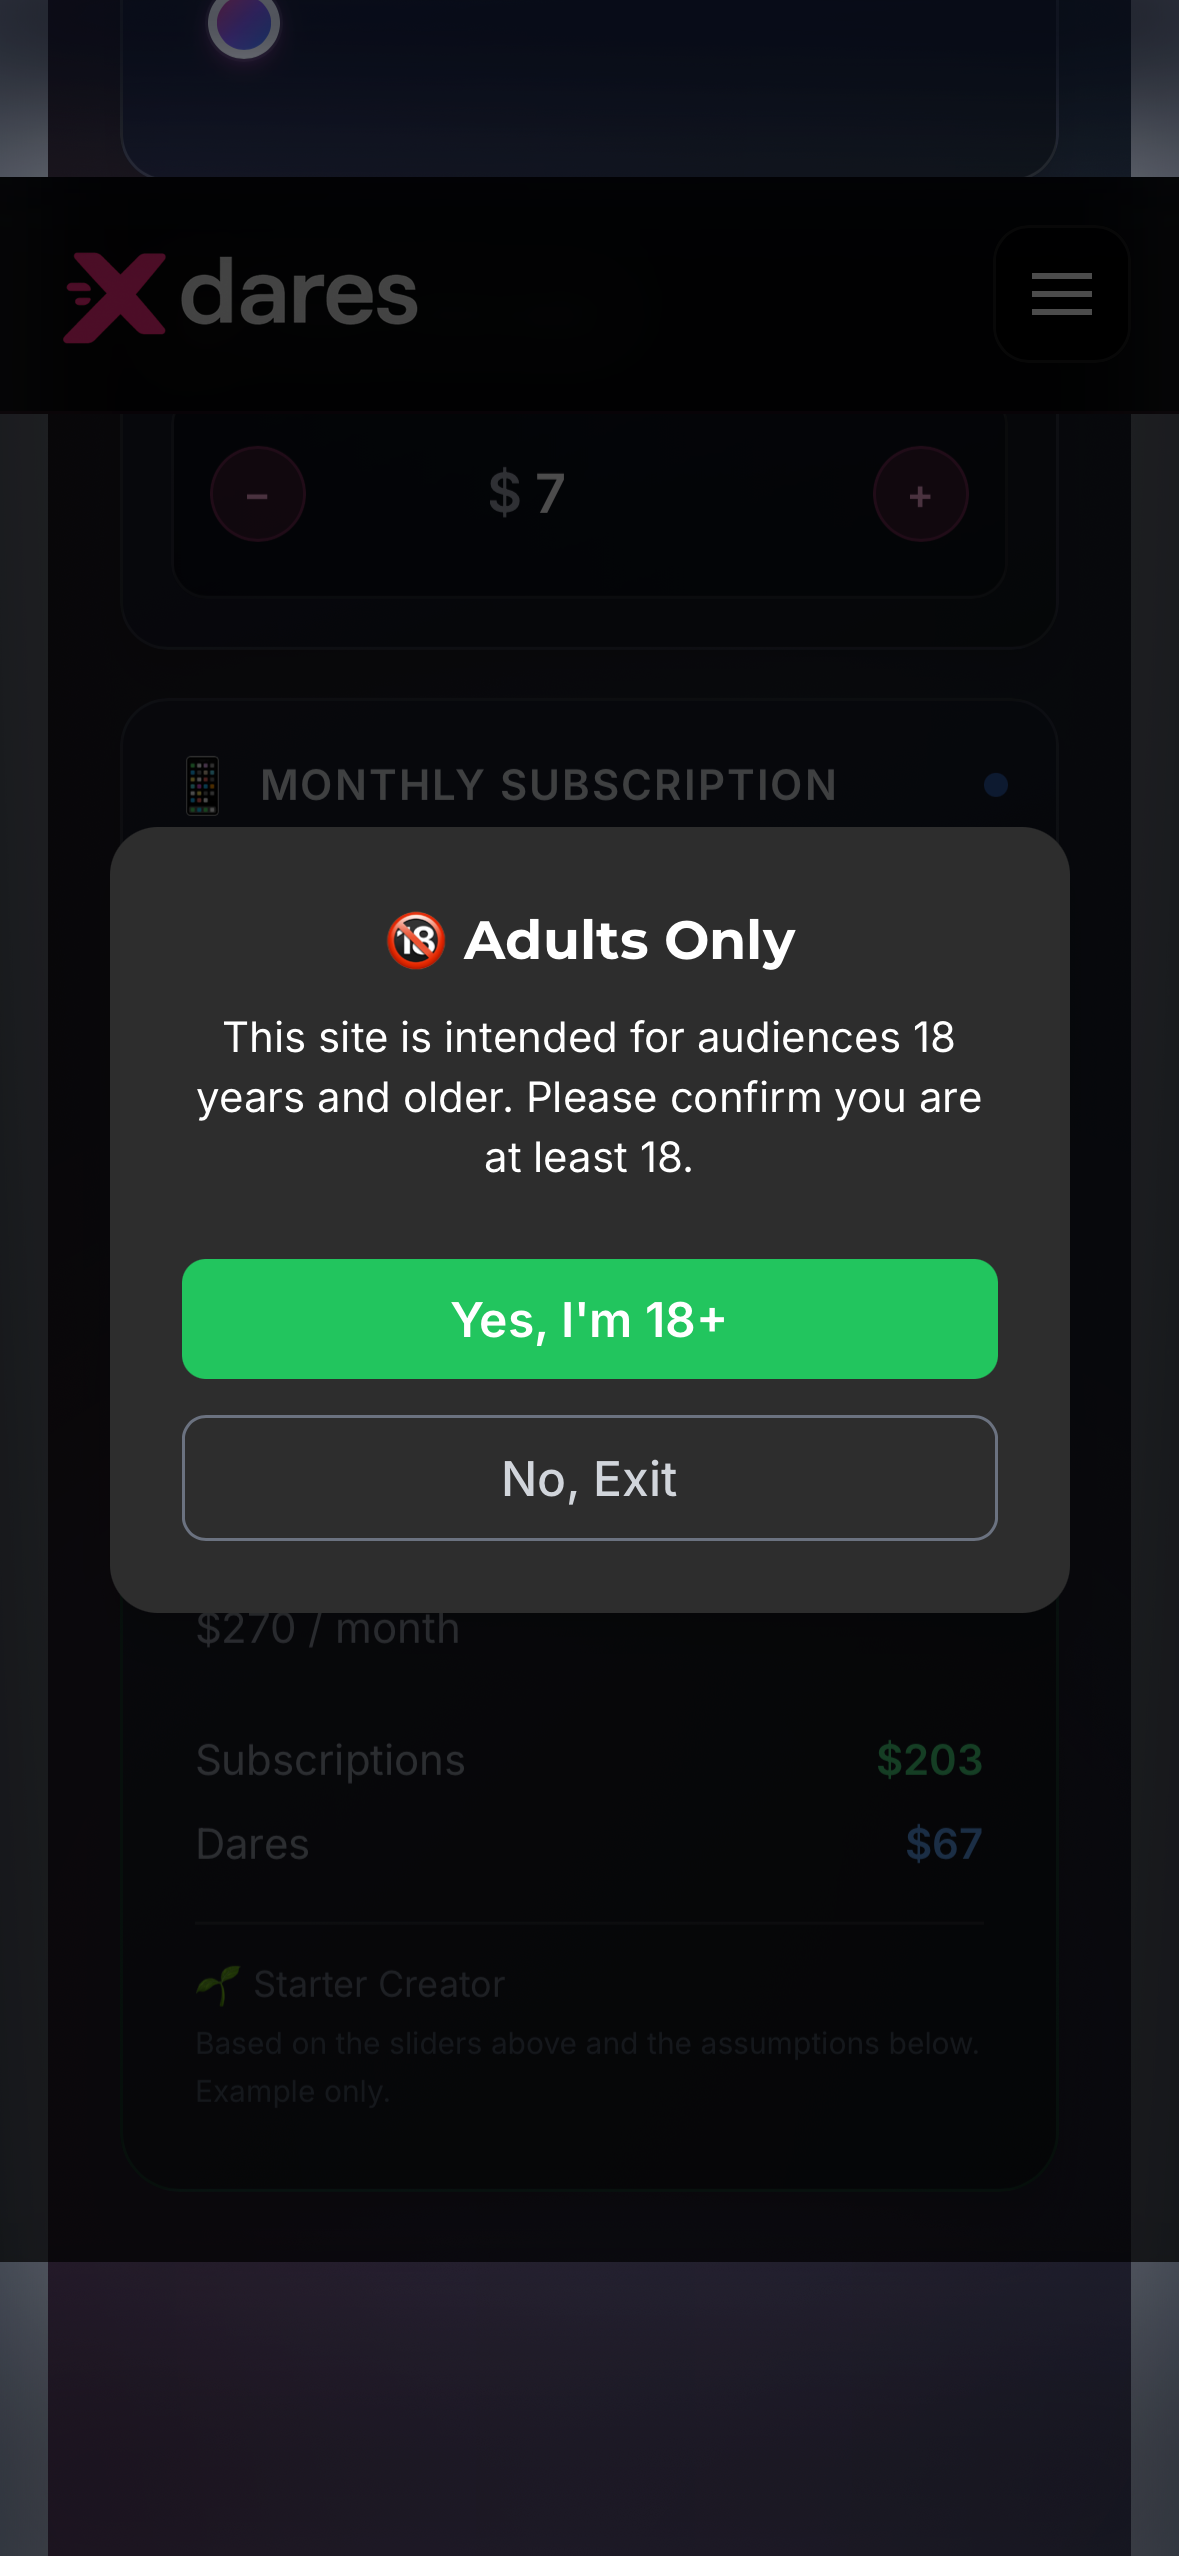 X dares
− $ 7 +
MONTHLY SUBSCRIPTION
🔞 Adults Only
This site is intended for audiences 18
years and older. Please confirm you are
at least 18.
Yes, I'm 18+
No, Exit
$270 / month
Subscriptions $203
Dares $67
🌱 Starter Creator
Based on the sliders above and the assumptions below.
Example only.